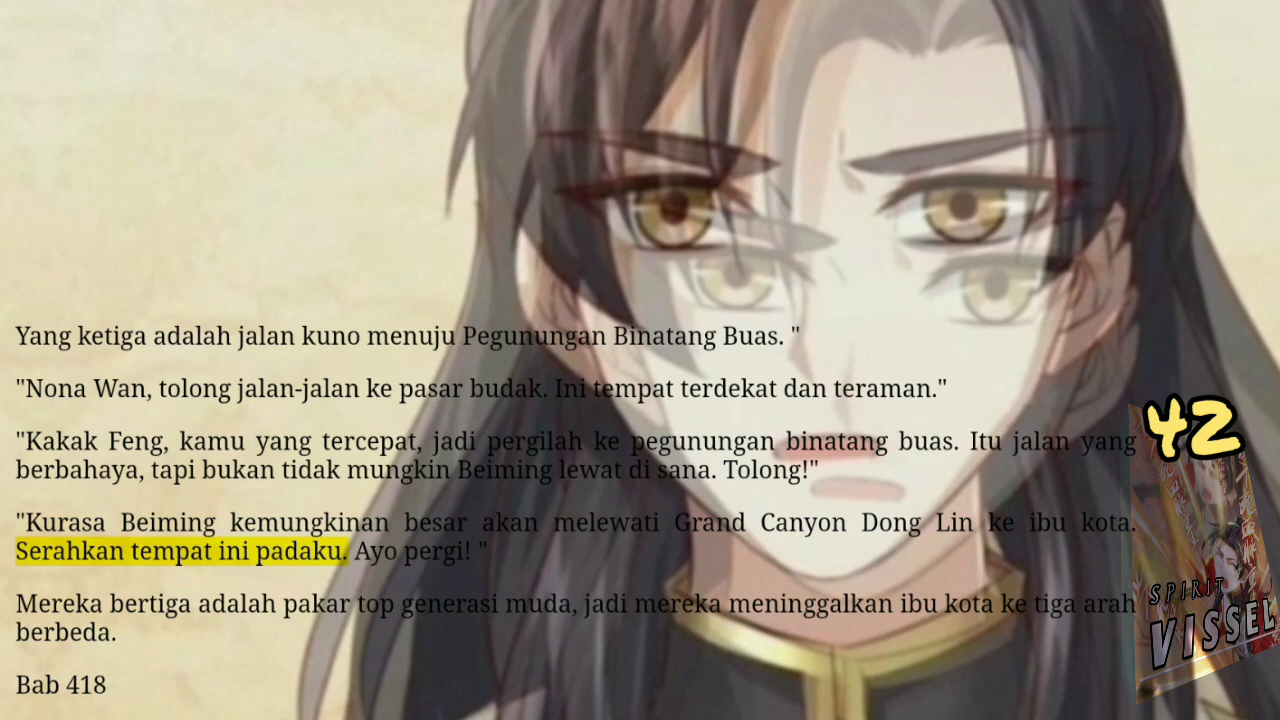 Yang ketiga adalah jalan kuno menuju Pegunungan Binatang Buas. "
"Nona Wan, tolong jalan-jalan ke pasar budak. Ini tempat terdekat dan teraman."
"Kakak Feng, kamu yang tercepat, jadi pergilah ke pegunungan binatang buas. Itu jalan yang
berbahaya, tapi bukan tidak mungkin Beiming lewat di sana. Tolong!"
"Kurasa Beiming kemungkinan besar akan melewati Grand Canyon Dong Lin ke ibu kota.
Serahkan tempat ini padaku. Ayo pergi! "
Mereka bertiga adalah pakar top generasi muda, jadi mereka meninggalkan ibu kota ke tiga arah
berbeda.
Bab 418
42
SPIRIT
VISSEL